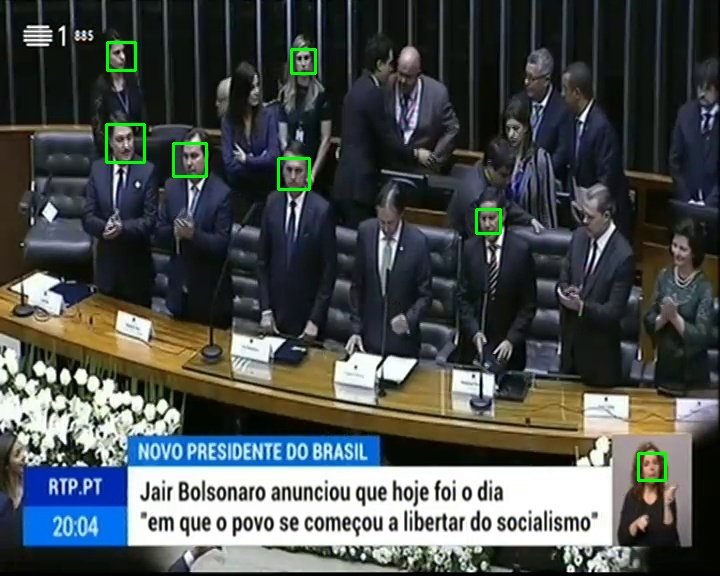 1
885
NOVO PRESIDENTE DO BRASIL
RTP.PT
Jair Bolsonaro anunciou que hoje foi o dia
20:04
"em que o povo se começou a libertar do socialismo"